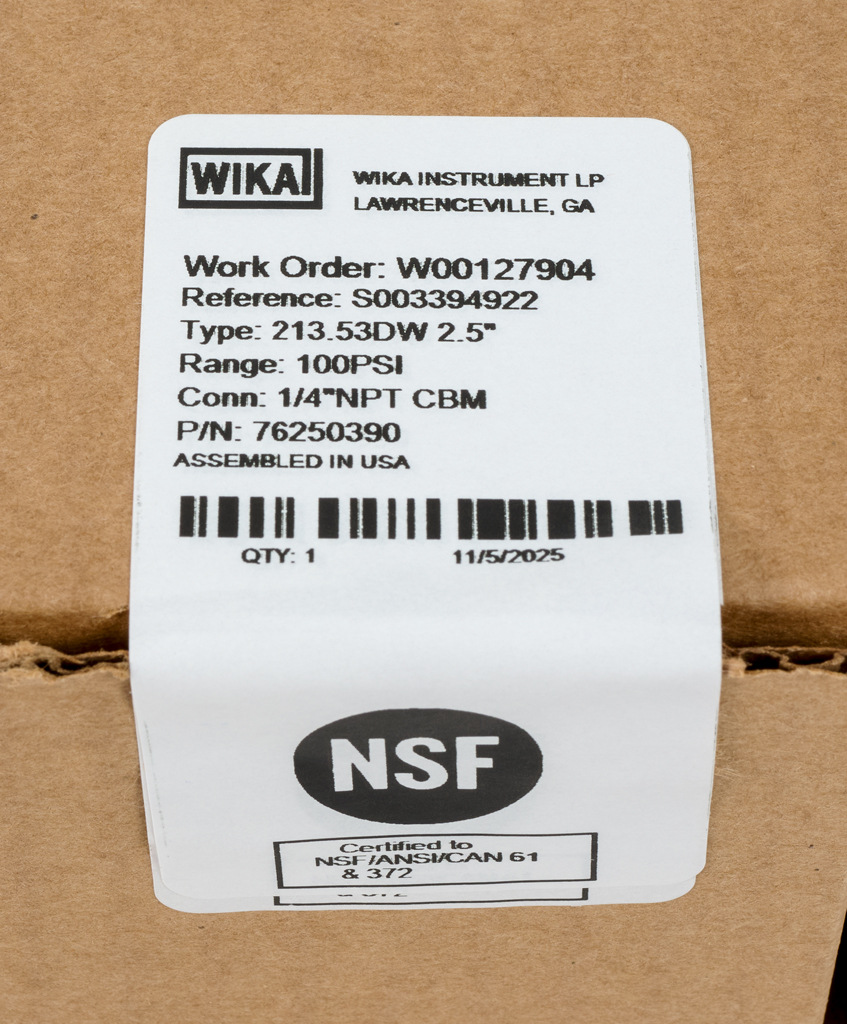 WIKA
WIKA INSTRUMENT LP
LAWRENCEVILLE, GA
Work Order: W00127904
Reference: S003394922
Type: 213.53DW 2.5"
Range: 100PSI
Conn: 1/4"NPT CBM
P/N: 76250390
ASSEMBLED IN USA
QTY: 1 11/5/2025
NSF
Certified to
NSF/ANSI/CAN 61
& 372